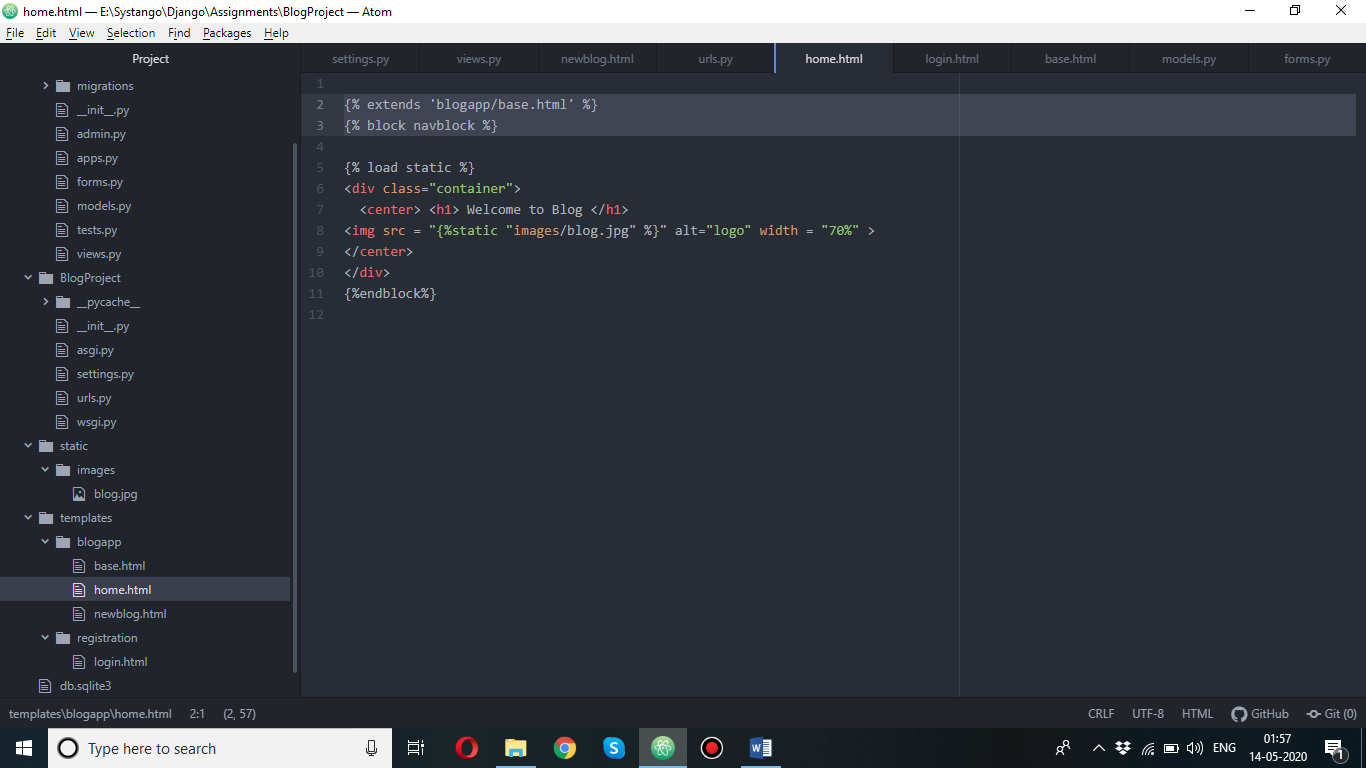 home.html — E:\Systango\Django\Assignments\BlogProject — Atom
File Edit View Selection Find Packages Help
Project
migrations
__init__.py
admin.py
apps.py
forms.py
models.py
tests.py
views.py
BlogProject
__pycache__
__init__.py
asgi.py
settings.py
urls.py
wsgi.py
static
images
blog.jpg
templates
blogapp
base.html
home.html
newblog.html
registration
login.html
db.sqlite3
settings.py views.py newblog.html urls.py home.html login.html base.html models.py forms.py
1
2 {% extends 'blogapp/base.html' %}
3 {% block navblock %}
4
5 {% load static %}
6 <div class="container">
7 <center> <h1> Welcome to Blog </h1>
8 <img src = "{%static "images/blog.jpg" %}" alt="logo" width = "70%" >
9 </center>
10 </div>
11 {%endblock%}
12
templates\blogapp\home.html 2:1 (2, 57) CRLF UTF-8 HTML GitHub Git (0)
Type here to search ENG 01:57
14-05-2020 1